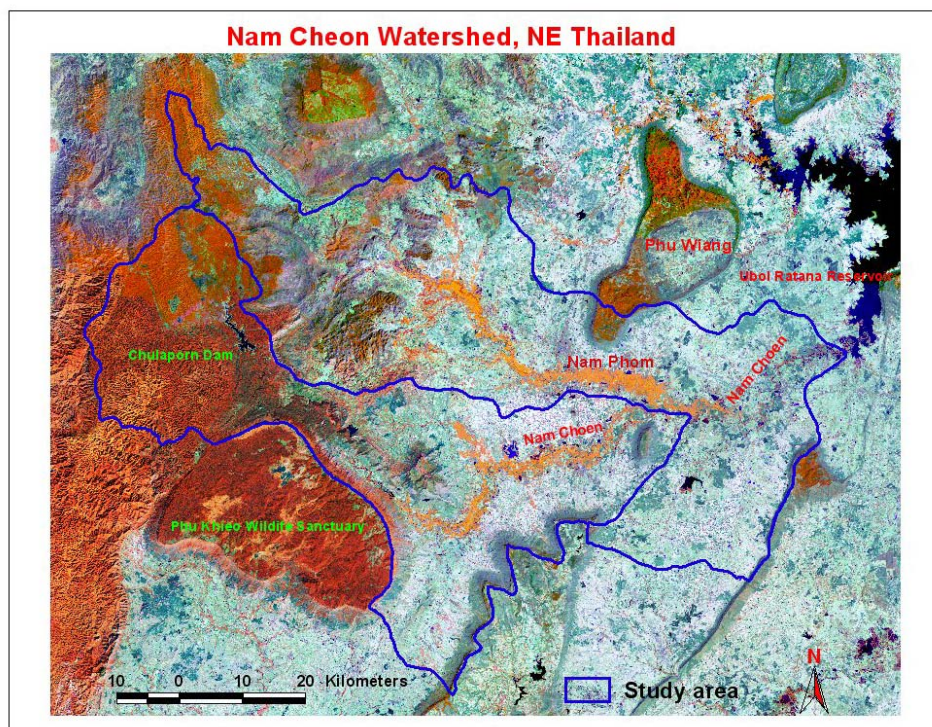 Nam Cheon Watershed, NE Thailand
Phu Wiang
Ubol Ratana Reservoir
Chulaporn Dam
Nam Phom
Nam Choen
Nam Choen
Phu Khieo Wildlife Sanctuary
N
10 0 10 20 Kilometers
Study area